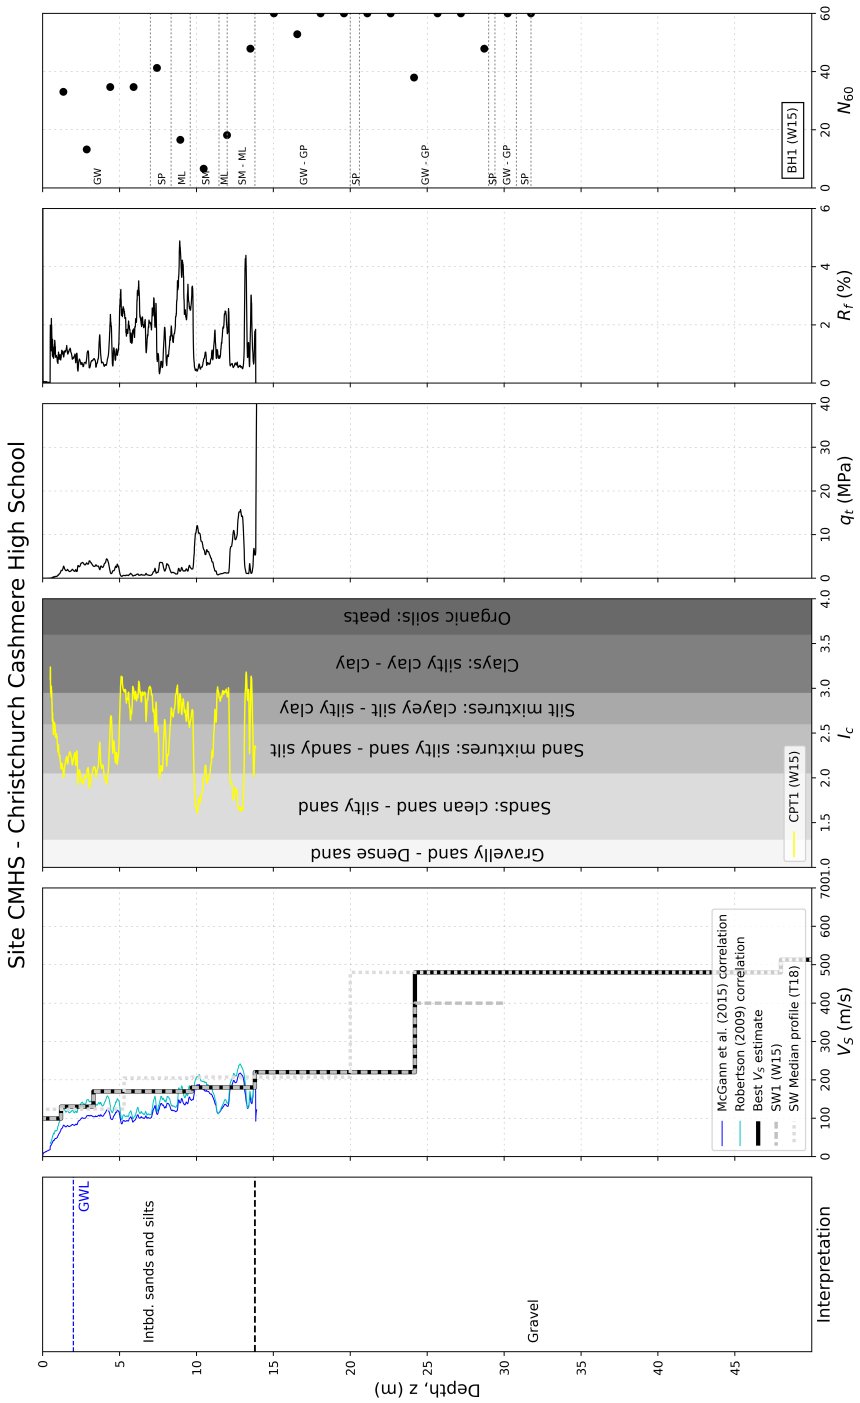 Site CMHS - Christchurch Cashmere High School
Depth, z (m)
0
5
10
15
20
25
30
35
40
45
GWL
Intbd. sands and silts
Gravel
Interpretation
McGann et al. (2015) correlation
Robertson (2009) correlation
Best V_S estimate
SW1 (W15)
SW Median profile (T18)
0 100 200 300 400 500 600 700
V_S (m/s)
Gravelly sand - Dense sand
Sands: clean sand - silty sand
Sand mixtures: silty sand - sandy silt
Silt mixtures: clayey silt - silty clay
Clays: silty clay - clay
Organic soils: peats
CPT1 (W15)
1.0 1.5 2.0 2.5 3.0 3.5 4.0
I_c
0 10 20 30 40
q_t (MPa)
0 2 4 6
R_f (%)
GW
SP
ML
SM
ML
SM - ML
GW - GP
SP
GW - GP
SP
GW - GP
SP
BH1 (W15)
0 20 40 60
N_60